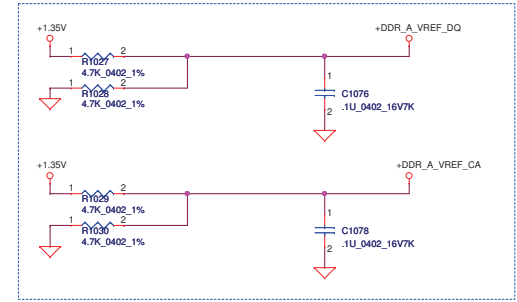 +1.35V +DDR_A_VREF_DQ
1 2
R1027
4.7K_0402_1%
1 2
R1028
4.7K_0402_1%
1
C1076
.1U_0402_16V7K
2
+1.35V +DDR_A_VREF_CA
1 2
R1029
4.7K_0402_1%
1 2
R1030
4.7K_0402_1%
1
C1078
.1U_0402_16V7K
2